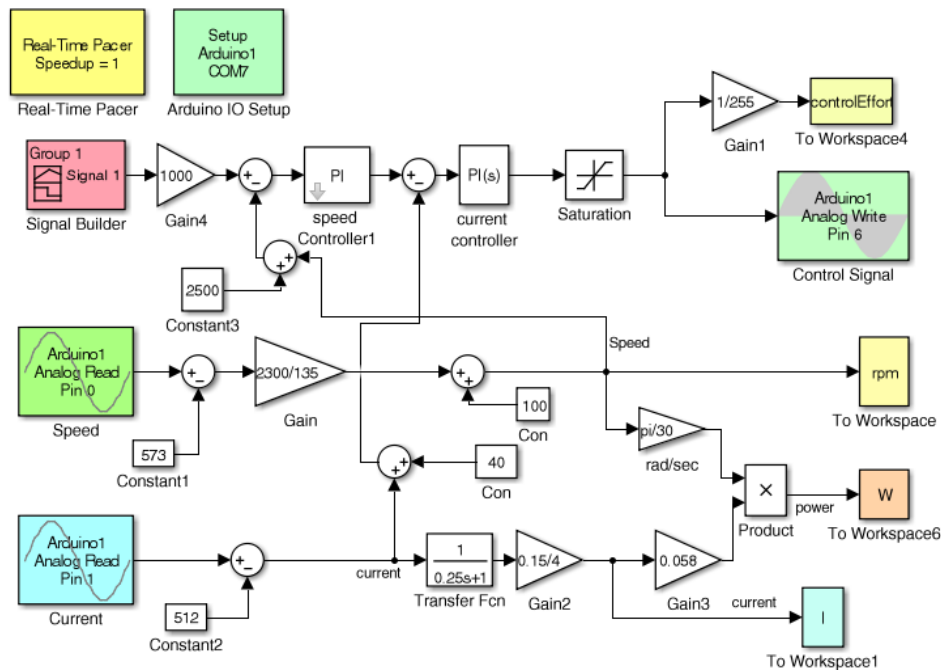 Real-Time Pacer
Speedup = 1
Real-Time Pacer
Setup
Arduino1
COM7
Arduino IO Setup
1/255
Gain1
controlEffort
To Workspace4
Group 1
Signal 1
Signal Builder
1000
Gain4
PI
speed
Controller1
PI(s)
current
controller
Saturation
Arduino1
Analog Write
Pin 6
Control Signal
2500
Constant3
Arduino1
Analog Read
Pin 0
Speed
573
Constant1
2300/135
Gain
100
Con
Speed
rpm
To Workspace
40
Con
pi/30
rad/sec
×
Product
power
W
To Workspace6
Arduino1
Analog Read
Pin 1
Current
512
Constant2
current
1
0.25s+1
Transfer Fcn
0.15/4
Gain2
0.058
Gain3
current
I
To Workspace1